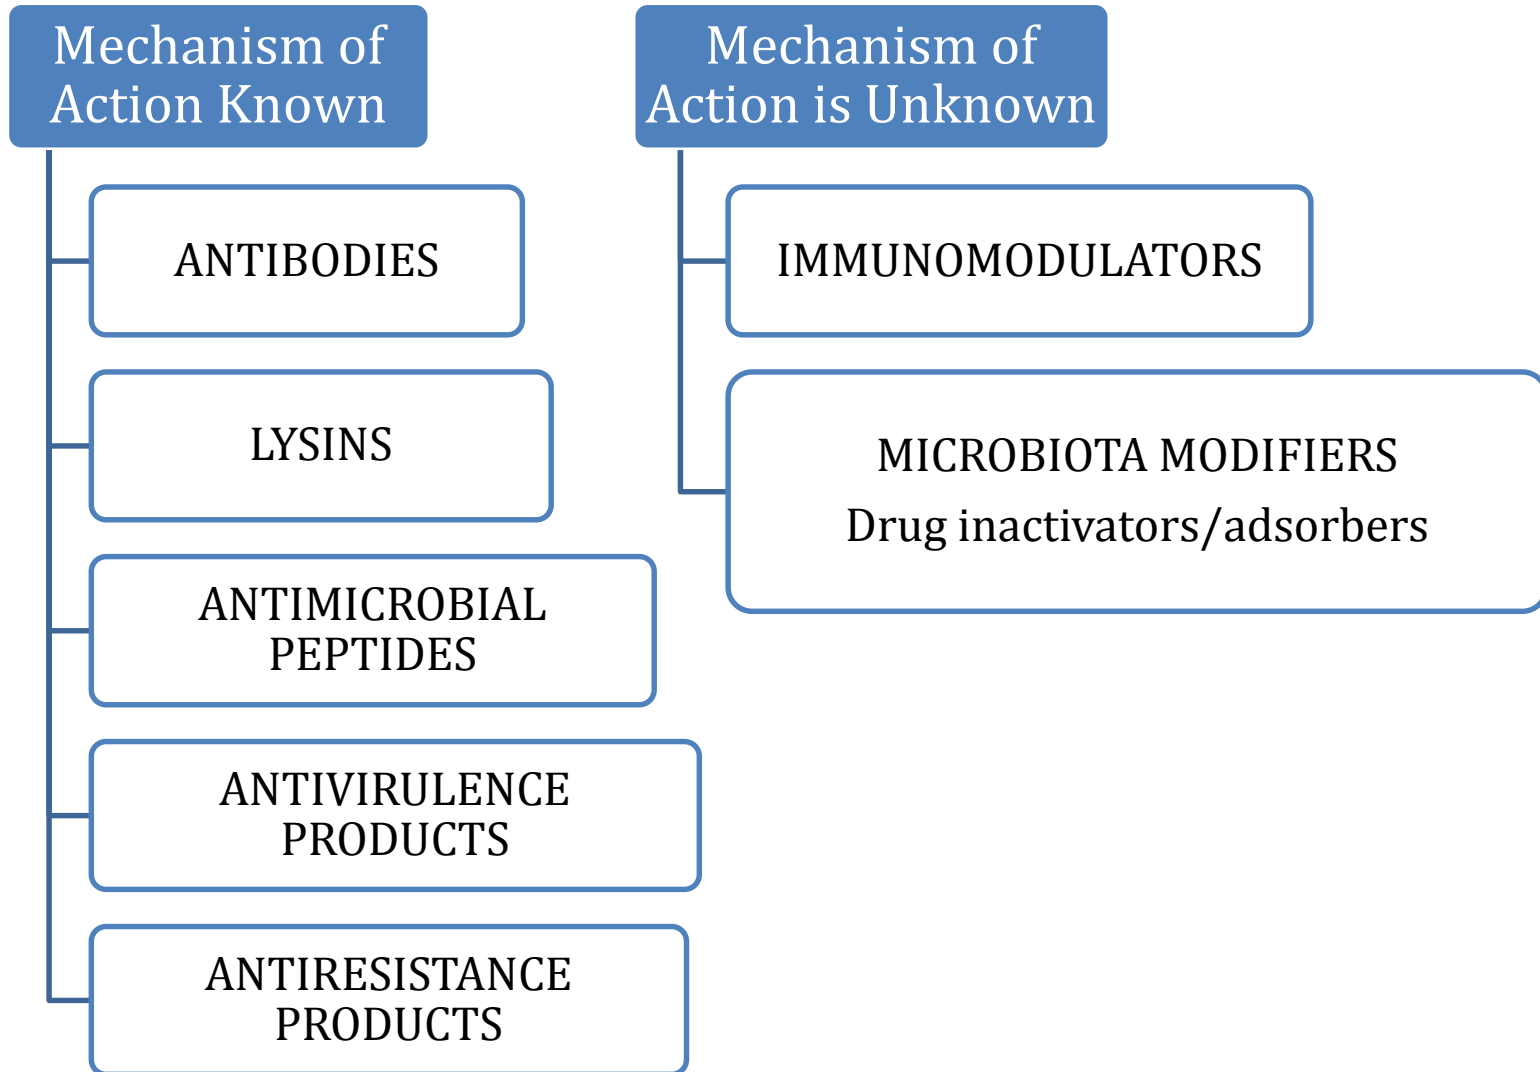 Mechanism of
Action Known
ANTIBODIES
LYSINS
ANTIMICROBIAL
PEPTIDES
ANTIVIRULENCE
PRODUCTS
ANTIRESISTANCE
PRODUCTS
Mechanism of
Action is Unknown
IMMUNOMODULATORS
MICROBIOTA MODIFIERS
Drug inactivators/adsorbers